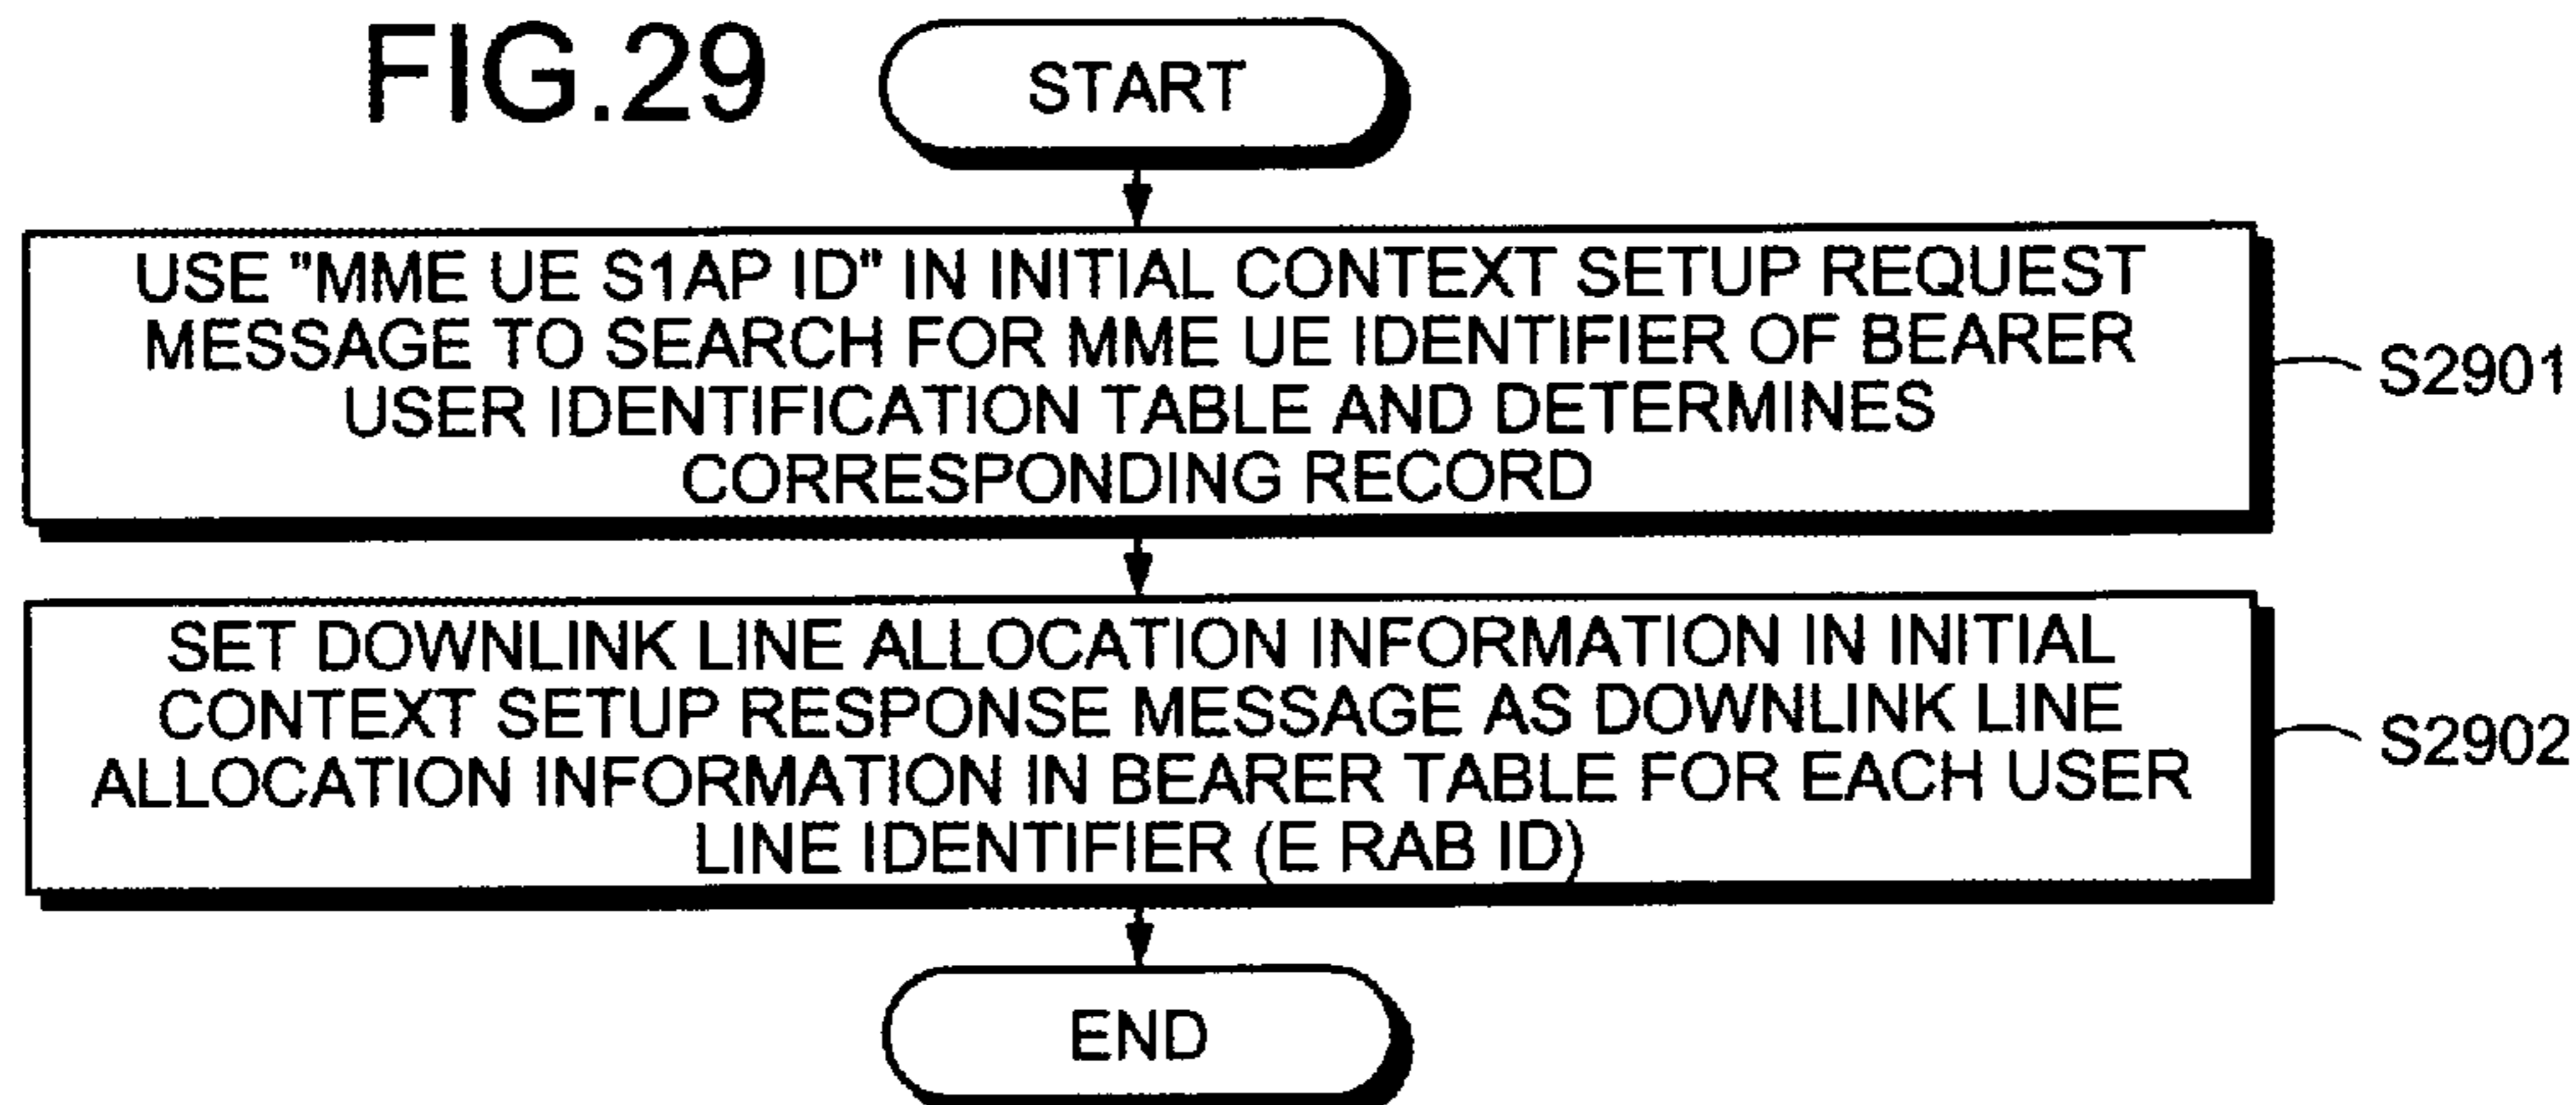 FIG.29
START
USE "MME UE S1AP ID" IN INITIAL CONTEXT SETUP REQUEST
MESSAGE TO SEARCH FOR MME UE IDENTIFIER OF BEARER
USER IDENTIFICATION TABLE AND DETERMINES
CORRESPONDING RECORD
S2901
SET DOWNLINK LINE ALLOCATION INFORMATION IN INITIAL
CONTEXT SETUP RESPONSE MESSAGE AS DOWNLINK LINE
ALLOCATION INFORMATION IN BEARER TABLE FOR EACH USER
LINE IDENTIFIER (E RAB ID)
S2902
END